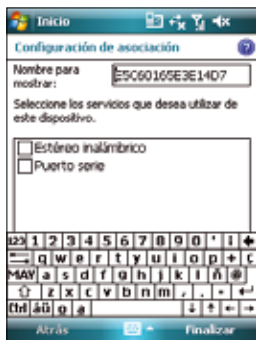 Inicio
Configuración de asociación
Nombre para mostrar:
E5C60165E3E14D7
Seleccione los servicios que desea utilizar de
este dispositivo.
Estéreo inalámbrico
Puerto serie
123 1 2 3 4 5 6 7 8 9 0 ' ¡
q w e r t y u i o p + ç
MAY a s d f g h j k l ñ @
z x c v b n m , . -
Ctrl áü º ª
Atrás
Finalizar